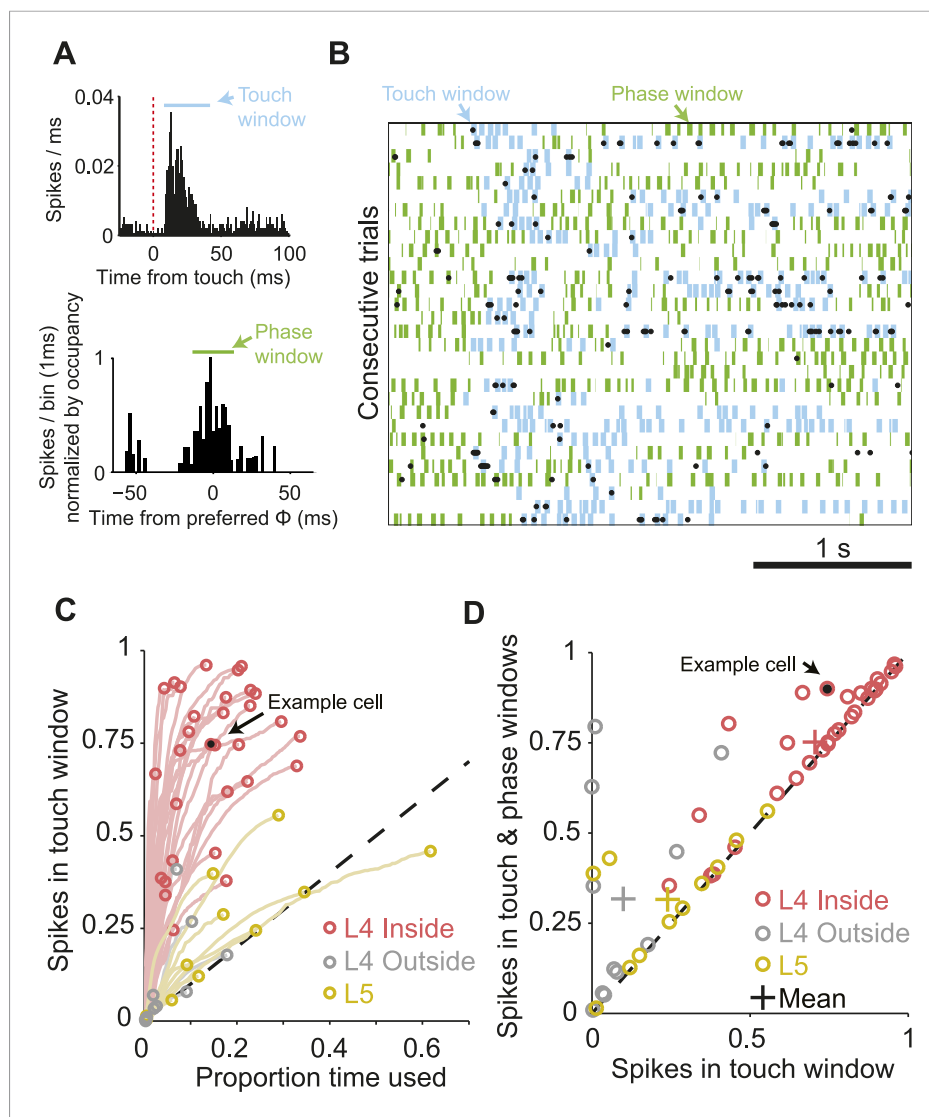 A
Touch
window
0.04
0.02
0
Spikes / ms
0
50
100
Time from touch (ms)
Phase
window
1
0
Spikes / bin (1ms)
normalized by occupancy
−50
0
50
Time from preferred Φ (ms)
B
Touch window
Phase window
Consecutive trials
1 s
C
1
0.75
0.5
0.25
0
Spikes in touch window
Example cell
L4 Inside
L4 Outside
L5
0
0.2
0.4
0.6
Proportion time used
D
1
0.75
0.5
0.25
0
Spikes in touch & phase windows
Example cell
L4 Inside
L4 Outside
L5
Mean
0
0.5
1
Spikes in touch window